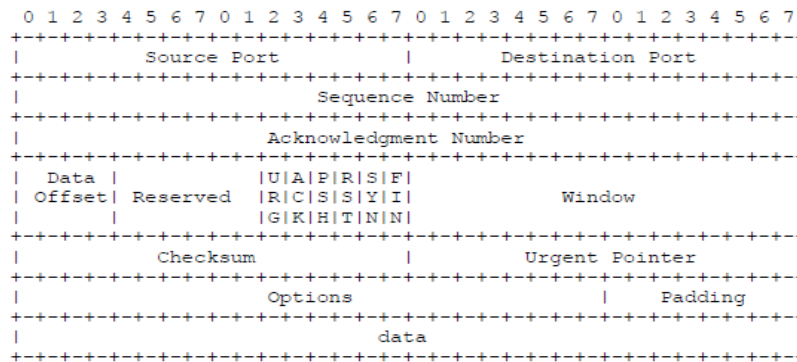 0 1 2 3 4 5 6 7 0 1 2 3 4 5 6 7 0 1 2 3 4 5 6 7 0 1 2 3 4 5 6 7
+-+-+-+-+-+-+-+-+-+-+-+-+-+-+-+-+-+-+-+-+-+-+-+-+-+-+-+-+-+-+-+-
| Source Port | Destination Port
+-+-+-+-+-+-+-+-+-+-+-+-+-+-+-+-+-+-+-+-+-+-+-+-+-+-+-+-+-+-+-+-
| Sequence Number
+-+-+-+-+-+-+-+-+-+-+-+-+-+-+-+-+-+-+-+-+-+-+-+-+-+-+-+-+-+-+-+-
| Acknowledgment Number
+-+-+-+-+-+-+-+-+-+-+-+-+-+-+-+-+-+-+-+-+-+-+-+-+-+-+-+-+-+-+-+-
| Data | |U|A|P|R|S|F|
| Offset| Reserved |R|C|S|S|Y|I| Window
| | |G|K|H|T|N|N|
+-+-+-+-+-+-+-+-+-+-+-+-+-+-+-+-+-+-+-+-+-+-+-+-+-+-+-+-+-+-+-+-
| Checksum | Urgent Pointer
+-+-+-+-+-+-+-+-+-+-+-+-+-+-+-+-+-+-+-+-+-+-+-+-+-+-+-+-+-+-+-+-
| Options | Padding
+-+-+-+-+-+-+-+-+-+-+-+-+-+-+-+-+-+-+-+-+-+-+-+-+-+-+-+-+-+-+-+-
| data
+-+-+-+-+-+-+-+-+-+-+-+-+-+-+-+-+-+-+-+-+-+-+-+-+-+-+-+-+-+-+-+-